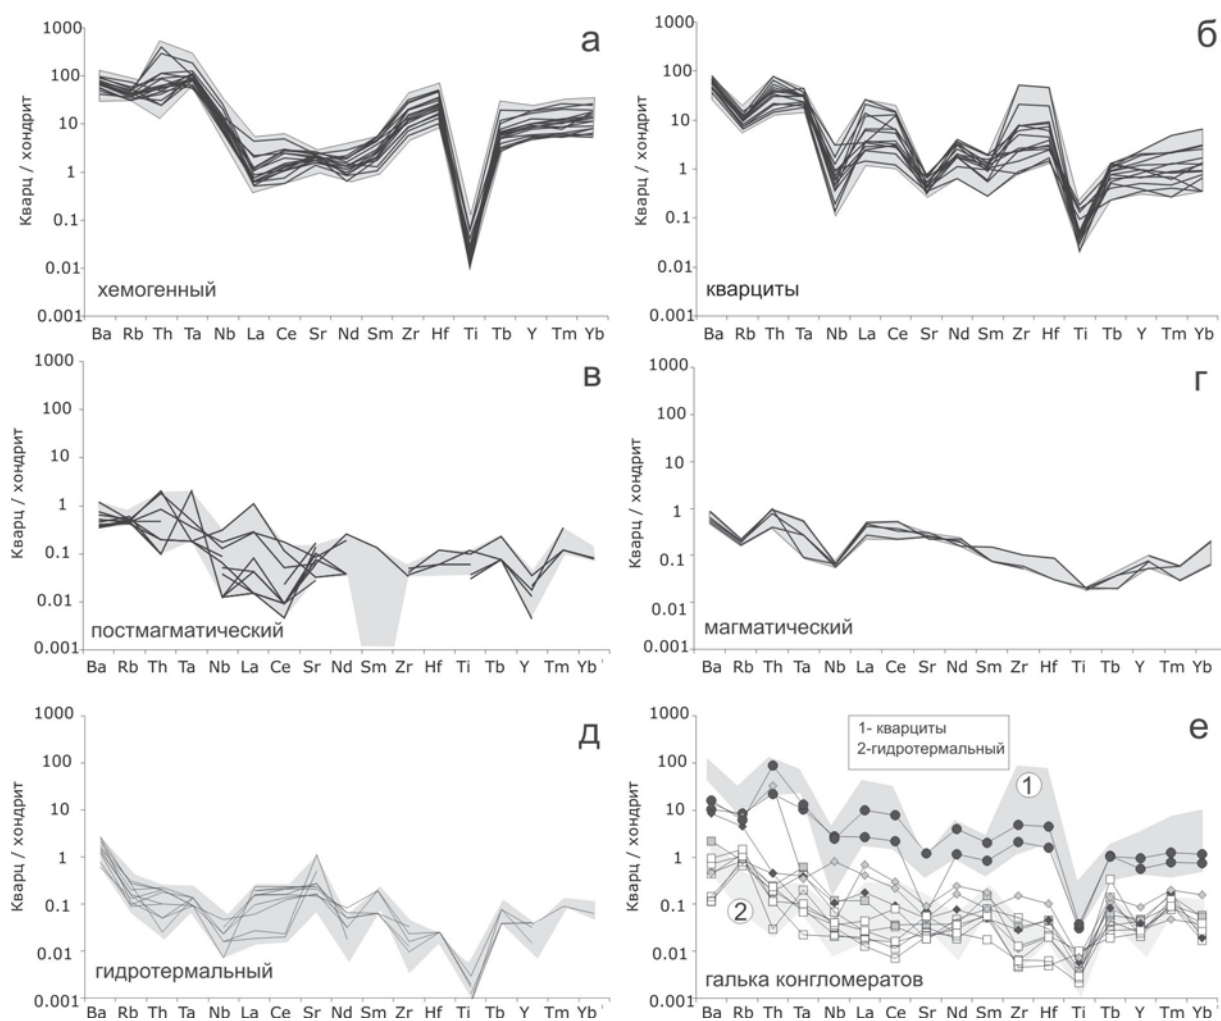 а
1000
100
10
1
0.1
0.01
0.001
Кварц / хондрит
хемогенный
Ba Rb Th Ta Nb La Ce Sr Nd Sm Zr Hf Ti Tb Y Tm Yb
б
1000
100
10
1
0.1
0.01
0.001
Кварц / хондрит
кварциты
Ba Rb Th Ta Nb La Ce Sr Nd Sm Zr Hf Ti Tb Y Tm Yb
в
1000
100
10
1
0.1
0.01
0.001
Кварц / хондрит
постмагматический
Ba Rb Th Ta Nb La Ce Sr Nd Sm Zr Hf Ti Tb Y Tm Yb
г
1000
100
10
1
0.1
0.01
0.001
Кварц / хондрит
магматический
Ba Rb Th Ta Nb La Ce Sr Nd Sm Zr Hf Ti Tb Y Tm Yb
д
1000
100
10
1
0.1
0.01
0.001
Кварц / хондрит
гидротермальный
Ba Rb Th Ta Nb La Ce Sr Nd Sm Zr Hf Ti Tb Y Tm Yb
е
1000
100
10
1
0.1
0.01
0.001
Кварц / хондрит
1- кварциты
2-гидротермальный
1
2
галька конгломератов
Ba Rb Th Ta Nb La Ce Sr Nd Sm Zr Hf Ti Tb Y Tm Yb